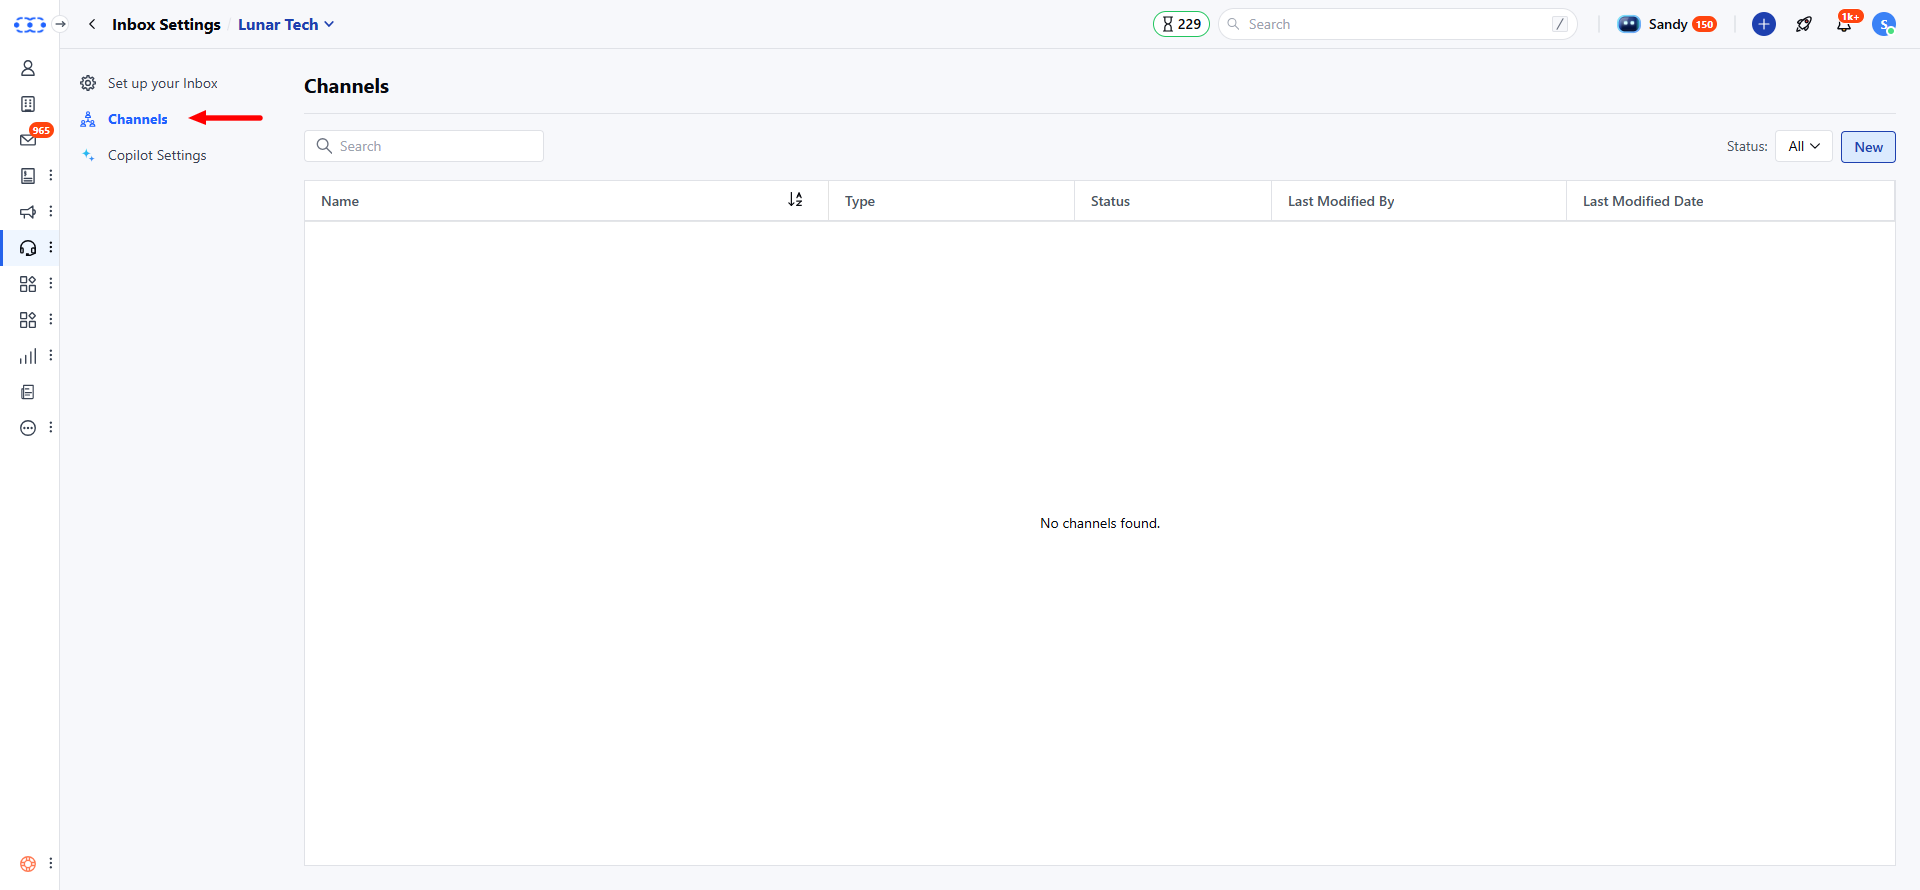 Inbox Settings / Lunar Tech
229
Search /
Sandy 150
1k+
S
965
Set up your Inbox
Channels
Copilot Settings
Channels
Search
Status: All New
Name Type Status Last Modified By Last Modified Date
No channels found.